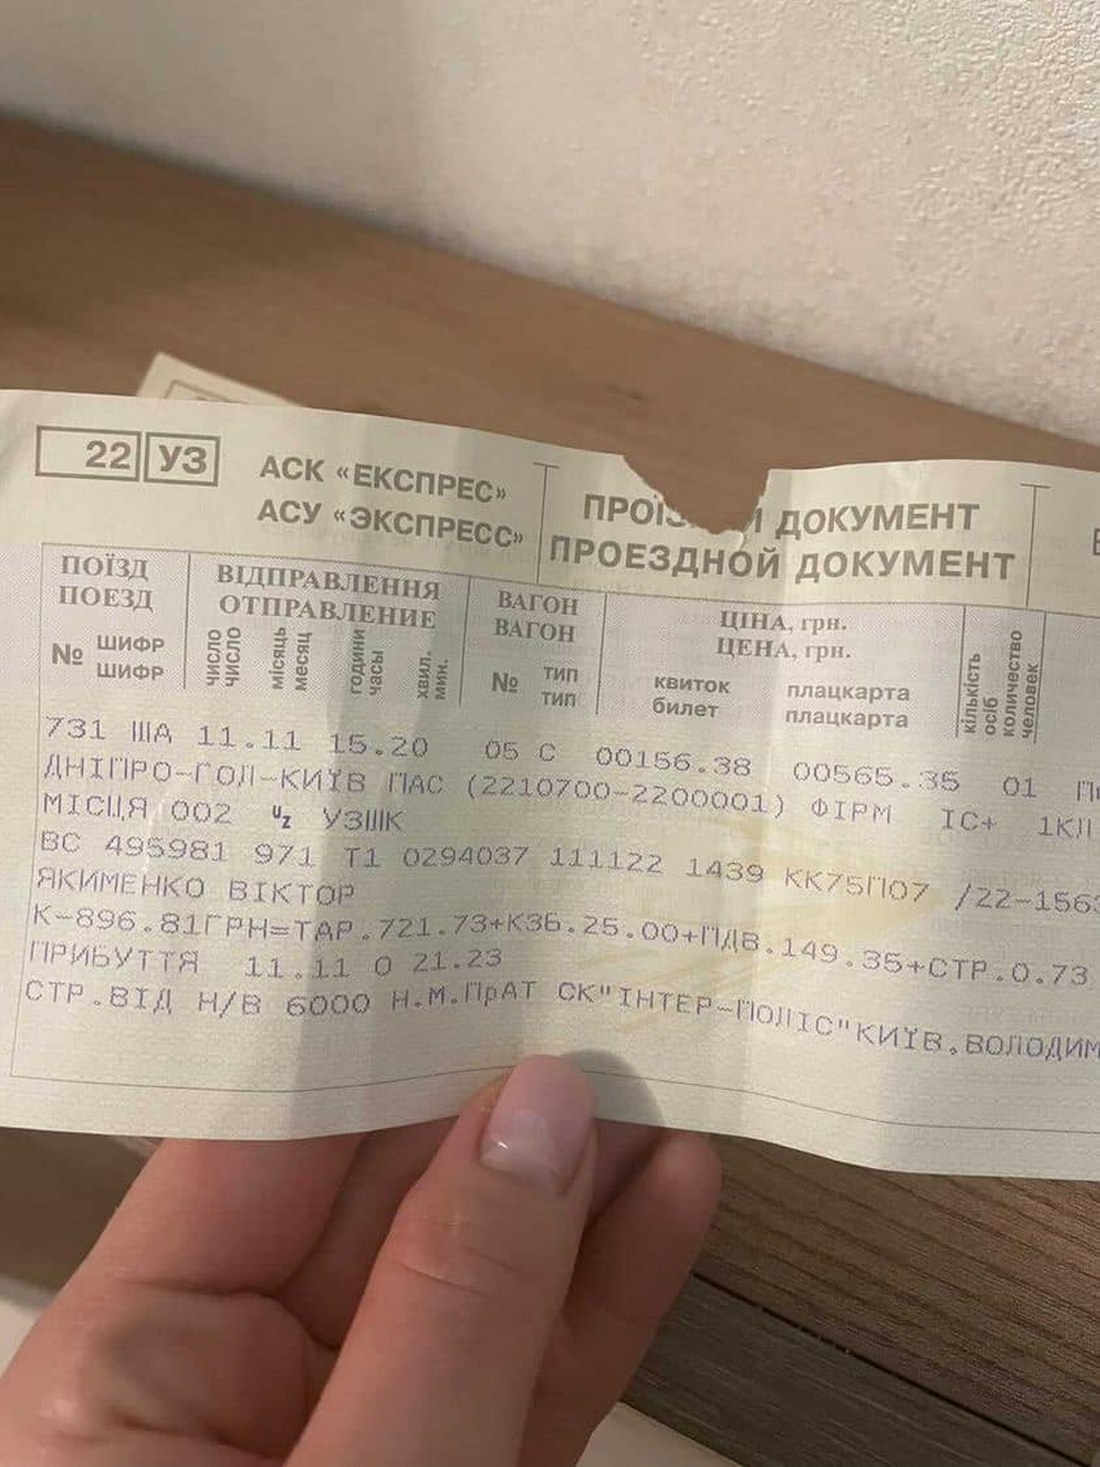 22 УЗ
АСК «ЕКСПРЕС»
АСУ «ЭКСПРЕСС»
ДОКУМЕНТ
ПРОЕЗДНОЙ ДОКУМЕНТ
ПОЇЗД
ПОЕЗД
№ ШИФР
ШИФР
ВІДПРАВЛЕННЯ
ОТПРАВЛЕНИЕ
число
число
місяць
месяц
години
часы
хвил.
мин.
ВАГОН
ВАГОН
№ ТИП
ТИП
ЦІНА, грн.
ЦЕНА, грн.
квиток
билет
плацкарта
плацкарта
кількість
осіб
количество
человек
731 ША 11.11 15.20 05 С 00156.38 00565.35 01
ДНІПРО-ГОЛ-КИЇВ ПАС (2210700-2200001) ФІРМ ІС+ 1КЛ
МІСЦЯ 002 UZ УЗШК
ВС 495981 971 Т1 0294037 111122 1439 КК75П07 /22-1563
ЯКИМЕНКО ВІКТОР
К-896.81ГРН=ТАР.721.73+КЗБ.25.00+ПДВ.149.35+СТР.0.73
ПРИБУТТЯ 11.11 О 21.23
СТР.ВІД Н/В 6000 Н.М.ПрАТ СК"ІНТЕР-ПОЛІС"КИЇВ.ВОЛОДИМ